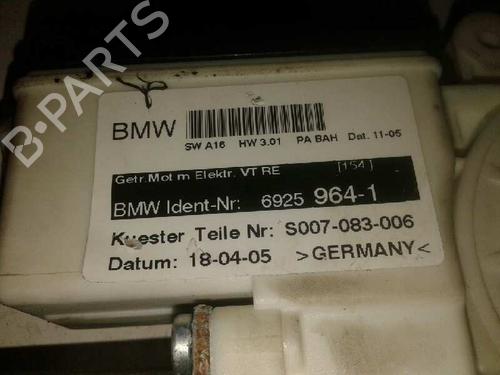 B-PARTS
BMW
SW A16 HW 3.01 PA BAH Dat. 11-05
Getr.Mot m Elektr. VT RE [154]
BMW Ident-Nr: 6925 964-1
Kuester Teile Nr: S007-083-006
Datum: 18-04-05 >GERMANY<